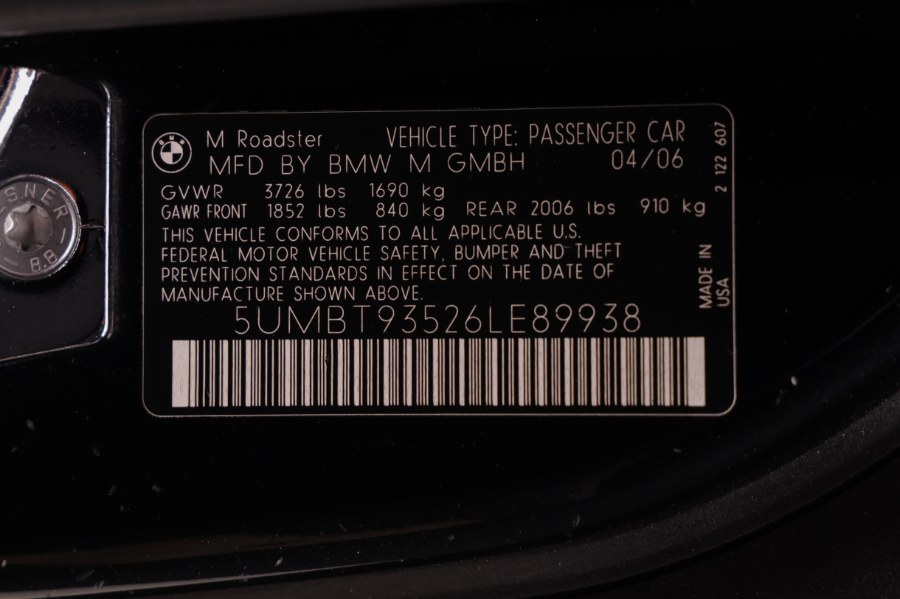 M Roadster VEHICLE TYPE: PASSENGER CAR
MFD BY BMW M GMBH 04/06
GVWR 3726 lbs 1690 kg
GAWR FRONT 1852 lbs 840 kg REAR 2006 lbs 910 kg
THIS VEHICLE CONFORMS TO ALL APPLICABLE U.S.
FEDERAL MOTOR VEHICLE SAFETY, BUMPER AND THEFT
PREVENTION STANDARDS IN EFFECT ON THE DATE OF
MANUFACTURE SHOWN ABOVE.
5UMBT93526LE89938
2 122 607
MADE IN
USA
BMW
8.8